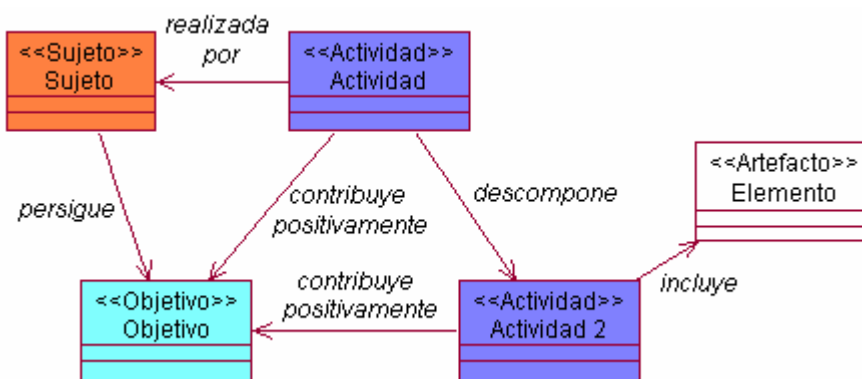 realizada
por
<<Sujeto>>
Sujeto
<<Actividad>>
Actividad
<<Artefacto>>
Elemento
persigue
contribuye
positivamente
descompone
incluye
<<Objetivo>>
Objetivo
contribuye
positivamente
<<Actividad>>
Actividad 2